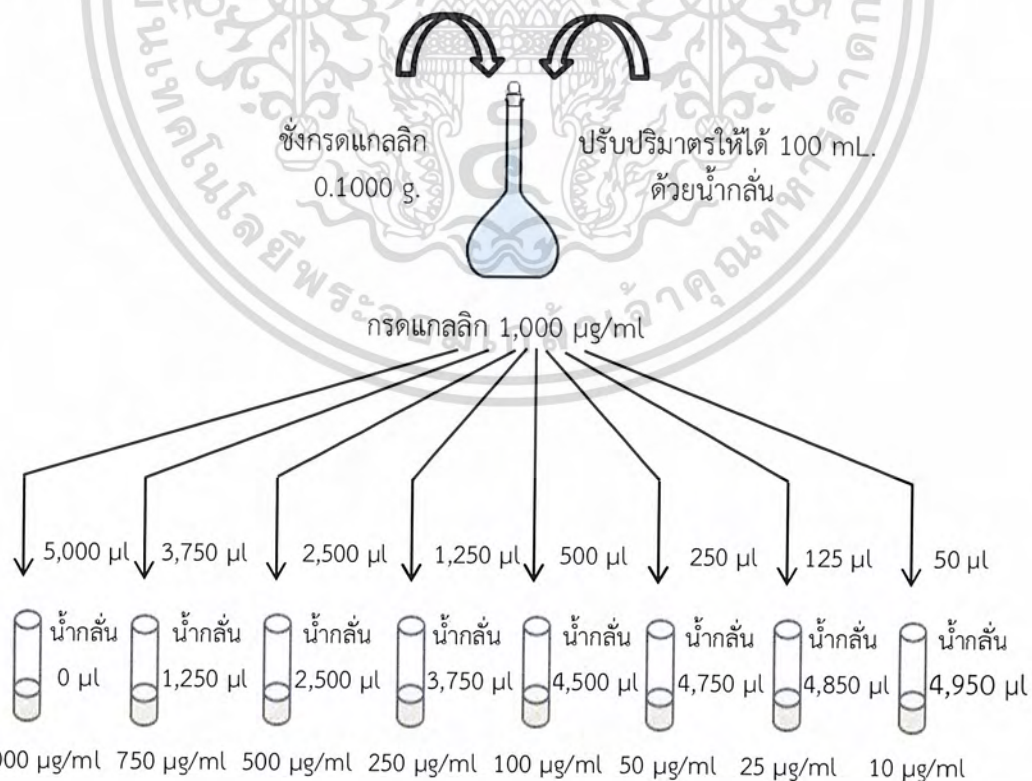 ชั่งกรดแกลลิก
0.1000 g.
ปรับปริมาตรให้ได้ 100 mL.
ด้วยน้ำกลั่น
กรดแกลลิก 1,000 µg/ml
5,000 µl 3,750 µl 2,500 µl 1,250 µl 500 µl 250 µl 125 µl 50 µl
น้ำกลั่น น้ำกลั่น น้ำกลั่น น้ำกลั่น น้ำกลั่น น้ำกลั่น น้ำกลั่น น้ำกลั่น
0 µl 1,250 µl 2,500 µl 3,750 µl 4,500 µl 4,750 µl 4,850 µl 4,950 µl
000 µg/ml 750 µg/ml 500 µg/ml 250 µg/ml 100 µg/ml 50 µg/ml 25 µg/ml 10 µg/ml